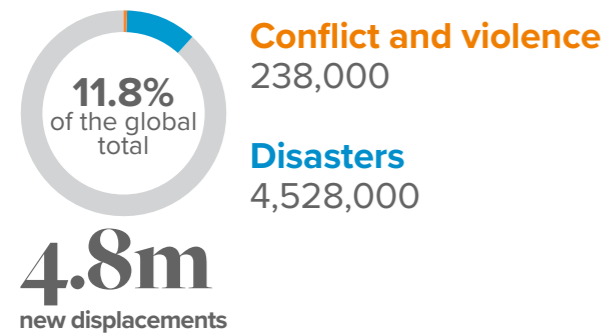 11.8%
of the global
total
4.8m
new displacements
Conflict and violence
238,000
Disasters
4,528,000